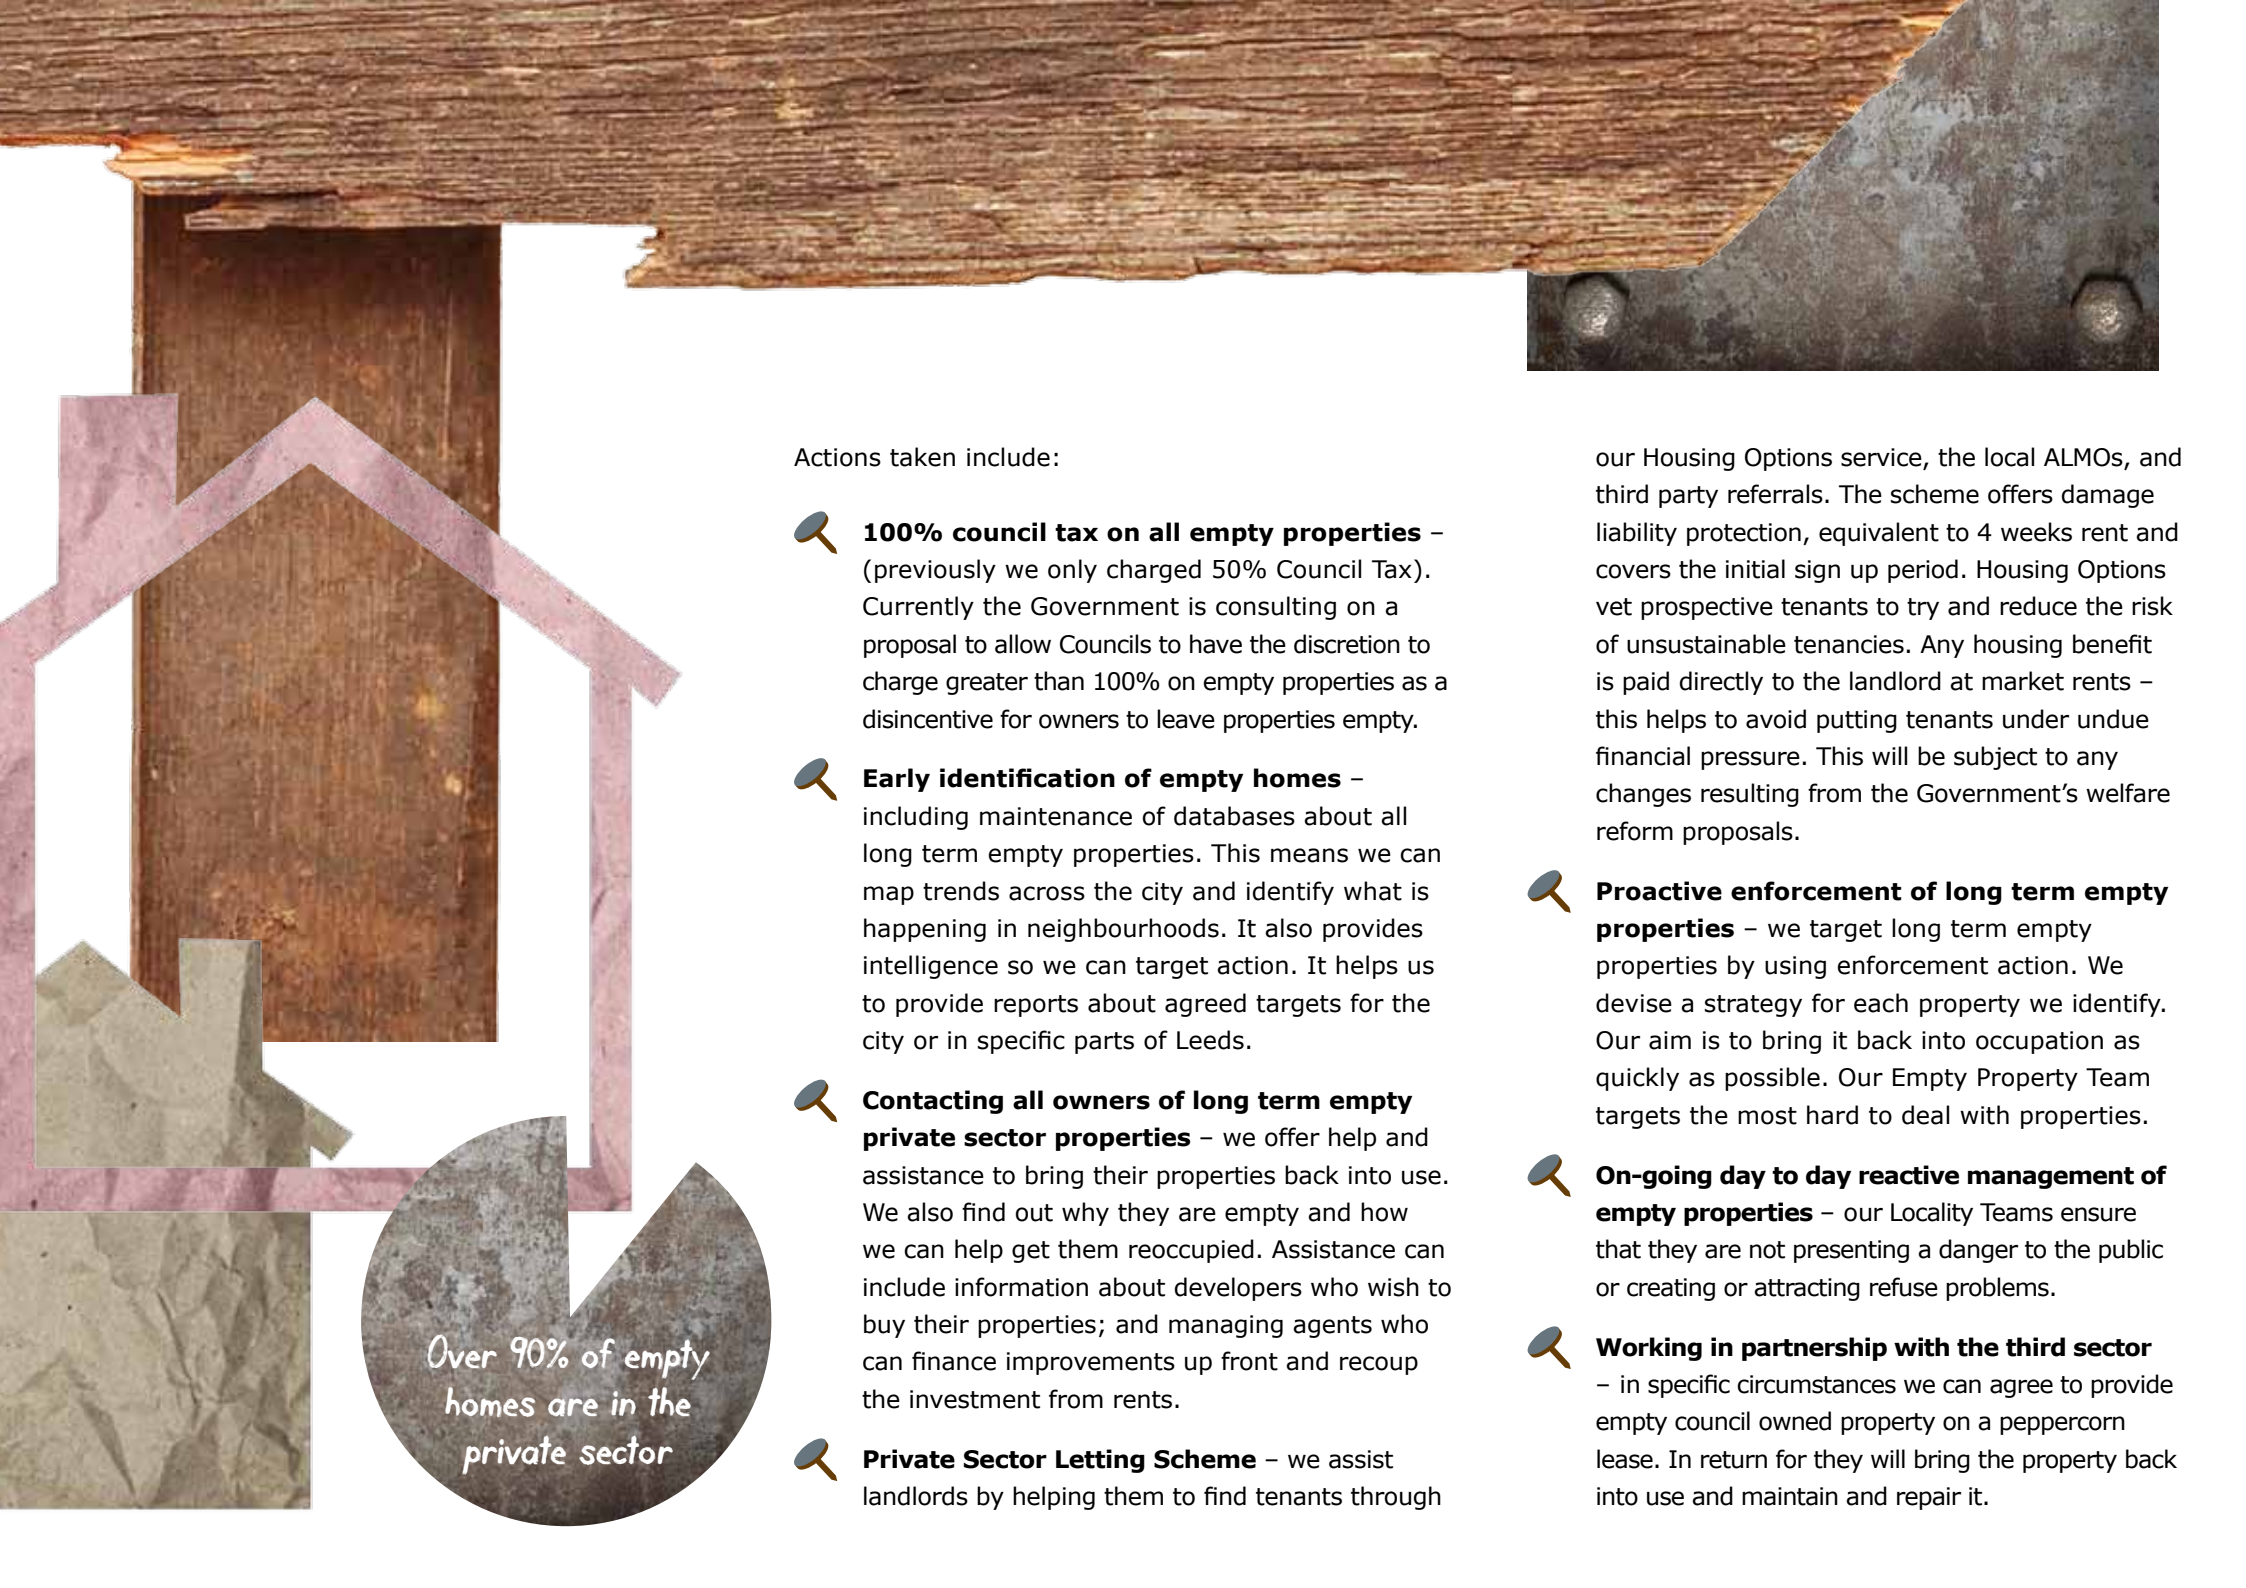 Actions taken include:
100% council tax on all empty properties –
(previously we only charged 50% Council Tax).
Currently the Government is consulting on a
proposal to allow Councils to have the discretion to
charge greater than 100% on empty properties as a
disincentive for owners to leave properties empty.
Early identification of empty homes –
including maintenance of databases about all
long term empty properties. This means we can
map trends across the city and identify what is
happening in neighbourhoods. It also provides
intelligence so we can target action. It helps us
to provide reports about agreed targets for the
city or in specific parts of Leeds.
Contacting all owners of long term empty
private sector properties – we offer help and
assistance to bring their properties back into use.
We also find out why they are empty and how
we can help get them reoccupied. Assistance can
include information about developers who wish to
buy their properties; and managing agents who
can finance improvements up front and recoup
the investment from rents.
Private Sector Letting Scheme – we assist
landlords by helping them to find tenants through
our Housing Options service, the local ALMOs, and
third party referrals. The scheme offers damage
liability protection, equivalent to 4 weeks rent and
covers the initial sign up period. Housing Options
vet prospective tenants to try and reduce the risk
of unsustainable tenancies. Any housing benefit
is paid directly to the landlord at market rents –
this helps to avoid putting tenants under undue
financial pressure. This will be subject to any
changes resulting from the Government’s welfare
reform proposals.
Proactive enforcement of long term empty
properties – we target long term empty
properties by using enforcement action. We
devise a strategy for each property we identify.
Our aim is to bring it back into occupation as
quickly as possible. Our Empty Property Team
targets the most hard to deal with properties.
On-going day to day reactive management of
empty properties – our Locality Teams ensure
that they are not presenting a danger to the public
or creating or attracting refuse problems.
Working in partnership with the third sector
– in specific circumstances we can agree to provide
empty council owned property on a peppercorn
lease. In return for they will bring the property back
into use and maintain and repair it.
Over 90% of empty
homes are in the
private sector